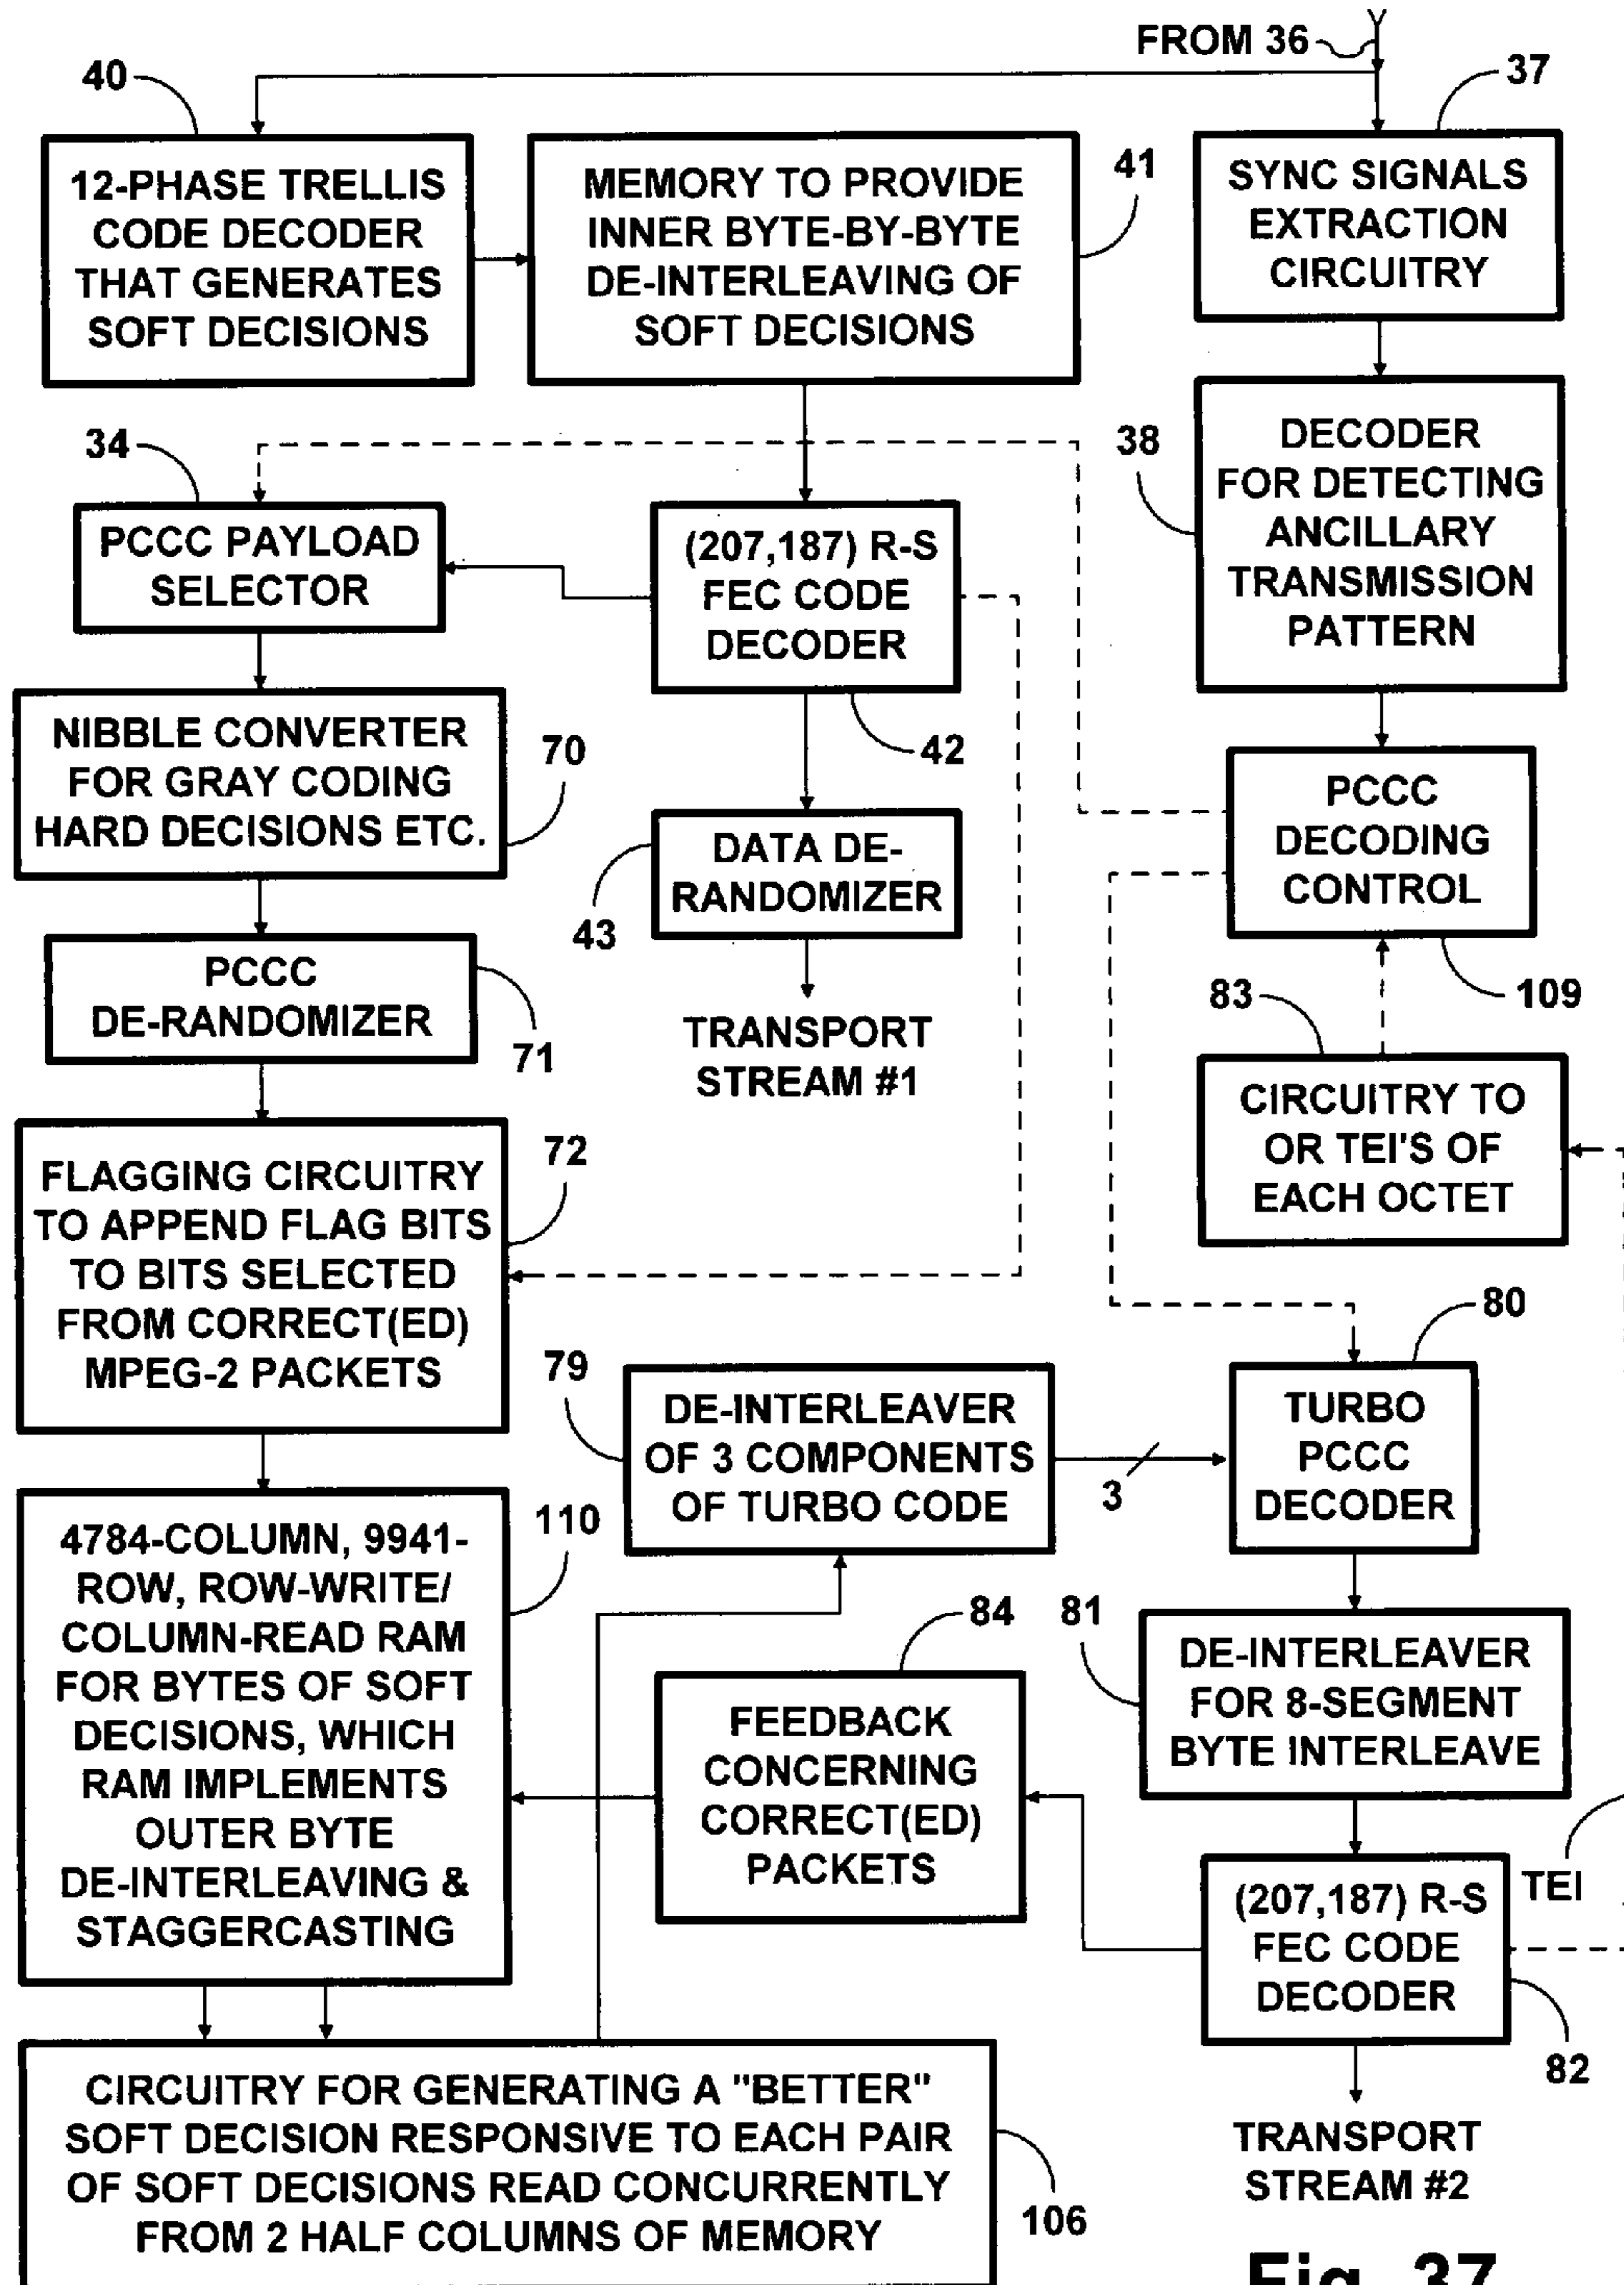 FROM 36
40
37
12-PHASE TRELLIS
CODE DECODER
THAT GENERATES
SOFT DECISIONS
MEMORY TO PROVIDE
INNER BYTE-BY-BYTE
DE-INTERLEAVING OF
SOFT DECISIONS
41
SYNC SIGNALS
EXTRACTION
CIRCUITRY
34
38
DECODER
FOR DETECTING
ANCILLARY
TRANSMISSION
PATTERN
PCCC PAYLOAD
SELECTOR
(207,187) R-S
FEC CODE
DECODER
42
NIBBLE CONVERTER
FOR GRAY CODING
HARD DECISIONS ETC.
70
DATA DE-
RANDOMIZER
43
PCCC
DECODING
CONTROL
109
PCCC
DE-RANDOMIZER
71
TRANSPORT
STREAM #1
83
CIRCUITRY TO
OR TEI'S OF
EACH OCTET
FLAGGING CIRCUITRY
TO APPEND FLAG BITS
TO BITS SELECTED
FROM CORRECT(ED)
MPEG-2 PACKETS
72
79
DE-INTERLEAVER
OF 3 COMPONENTS
OF TURBO CODE
3
80
TURBO
PCCC
DECODER
4784-COLUMN, 9941-
ROW, ROW-WRITE/
COLUMN-READ RAM
FOR BYTES OF SOFT
DECISIONS, WHICH
RAM IMPLEMENTS
OUTER BYTE
DE-INTERLEAVING &
STAGGERCASTING
110
84
FEEDBACK
CONCERNING
CORRECT(ED)
PACKETS
81
DE-INTERLEAVER
FOR 8-SEGMENT
BYTE INTERLEAVE
TEI
(207,187) R-S
FEC CODE
DECODER
82
CIRCUITRY FOR GENERATING A "BETTER"
SOFT DECISION RESPONSIVE TO EACH PAIR
OF SOFT DECISIONS READ CONCURRENTLY
FROM 2 HALF COLUMNS OF MEMORY
106
TRANSPORT
STREAM #2
Fig. 37